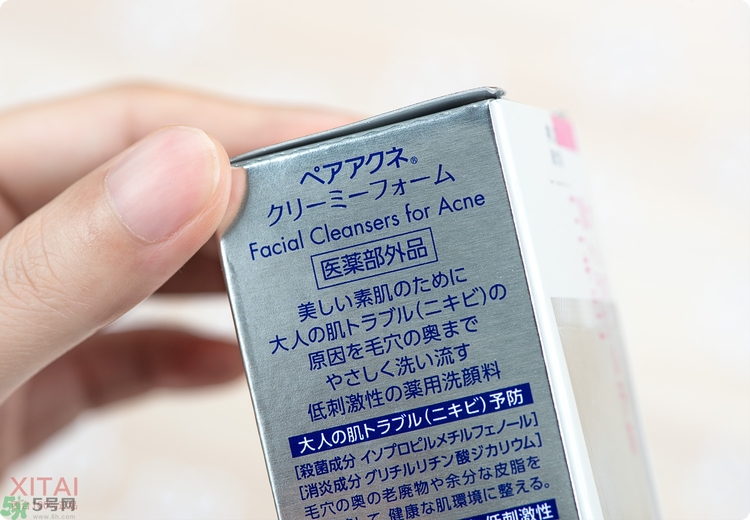 ペアアクネ®
クリーミーフォーム
Facial Cleansers for Acne
医薬部外品
美しい素肌のために
大人の肌トラブル(ニキビ)の
原因を毛穴の奥まで
やさしく洗い流す
低刺激性の薬用洗顔料
大人の肌トラブル(ニキビ)予防
[殺菌成分 イソプロピルメチルフェノール]
[消炎成分 グリチルリチン酸ジカリウム]
毛穴の奥の老廃物や余分な皮脂を
して、健康な肌環境に整える。
低刺激性
XITAI
5号网
www.5h.com